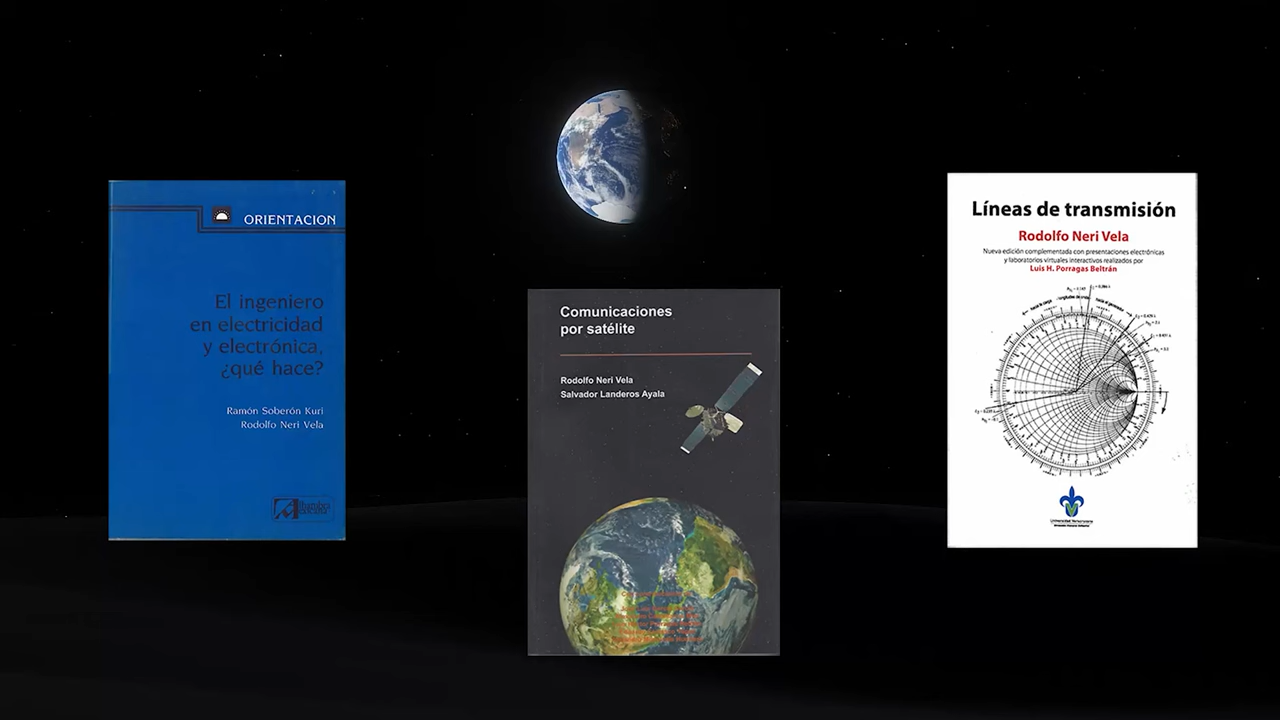 ORIENTACION
El ingeniero
en electricidad
y electrónica,
¿qué hace?
Ramón Soberón Kuri
Rodolfo Neri Vela
Comunicaciones
por satélite
Rodolfo Neri Vela
Salvador Landeros Ayala
Líneas de transmisión
Rodolfo Neri Vela
Nueva edición complementada con presentaciones electrónicas
y laboratorios virtuales interactivos realizados por
Luis H. Porragas Beltrán
Universidad Veracruzana